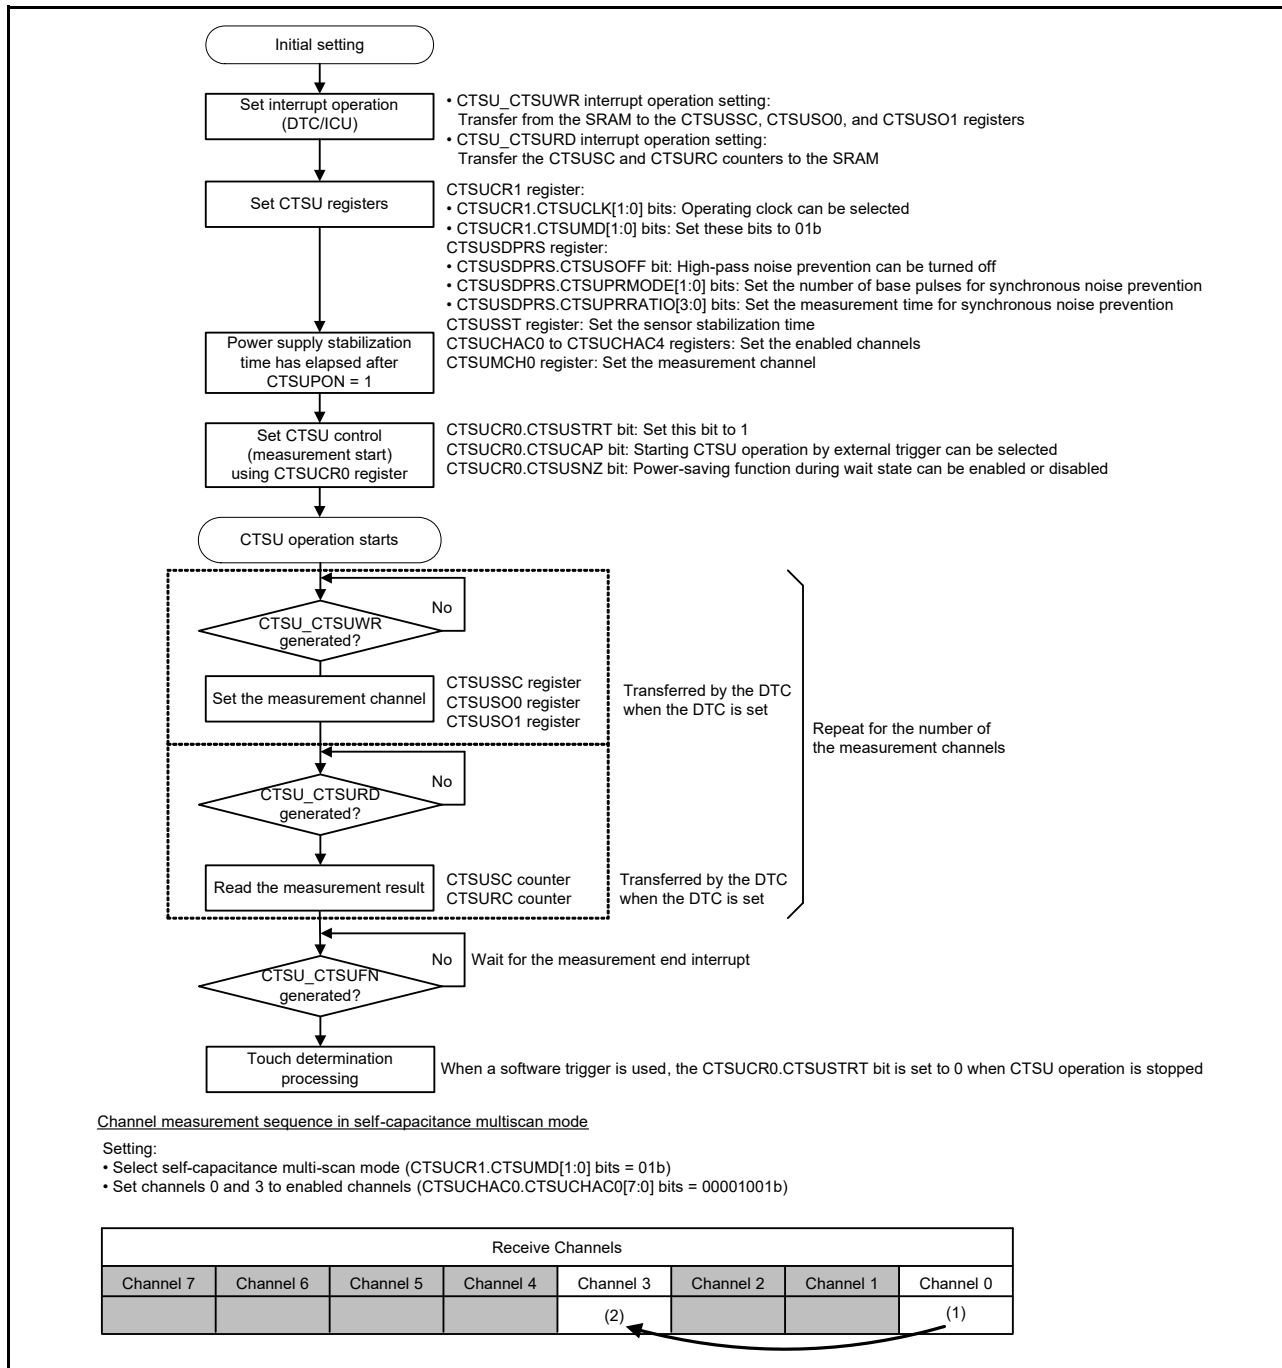 Initial setting
Set interrupt operation
(DTC/ICU)
• CTSU_CTSUWR interrupt operation setting:
Transfer from the SRAM to the CTSUSSC, CTSUSO0, and CTSUSO1 registers
• CTSU_CTSURD interrupt operation setting:
Transfer the CTSUSC and CTSURC counters to the SRAM
Set CTSU registers
CTSUCR1 register:
• CTSUCR1.CTSUCLK[1:0] bits: Operating clock can be selected
• CTSUCR1.CTSUMD[1:0] bits: Set these bits to 01b
CTSUSDPRS register:
• CTSUSDPRS.CTSUSOFF bit: High-pass noise prevention can be turned off
• CTSUSDPRS.CTSUPRMODE[1:0] bits: Set the number of base pulses for synchronous noise prevention
• CTSUSDPRS.CTSUPRRATIO[3:0] bits: Set the measurement time for synchronous noise prevention
CTSUSST register: Set the sensor stabilization time
CTSUCHAC0 to CTSUCHAC4 registers: Set the enabled channels
CTSUMCH0 register: Set the measurement channel
Power supply stabilization
time has elapsed after
CTSUPON = 1
Set CTSU control
(measurement start)
using CTSUCR0 register
CTSUCR0.CTSUSTRT bit: Set this bit to 1
CTSUCR0.CTSUCAP bit: Starting CTSU operation by external trigger can be selected
CTSUCR0.CTSUSNZ bit: Power-saving function during wait state can be enabled or disabled
CTSU operation starts
No
CTSU_CTSUWR
generated?
Set the measurement channel
CTSUSSC register
CTSUSO0 register
CTSUSO1 register
Transferred by the DTC
when the DTC is set
Repeat for the number of
the measurement channels
No
CTSU_CTSURD
generated?
Read the measurement result
CTSUSC counter
CTSURC counter
Transferred by the DTC
when the DTC is set
No
Wait for the measurement end interrupt
CTSU_CTSUFN
generated?
Touch determination
processing
When a software trigger is used, the CTSUCR0.CTSUSTRT bit is set to 0 when CTSU operation is stopped
Channel measurement sequence in self-capacitance multiscan mode
Setting:
• Select self-capacitance multi-scan mode (CTSUCR1.CTSUMD[1:0] bits = 01b)
• Set channels 0 and 3 to enabled channels (CTSUCHAC0.CTSUCHAC0[7:0] bits = 00001001b)
Receive Channels
Channel 7 Channel 6 Channel 5 Channel 4 Channel 3 Channel 2 Channel 1 Channel 0
(2) (1)